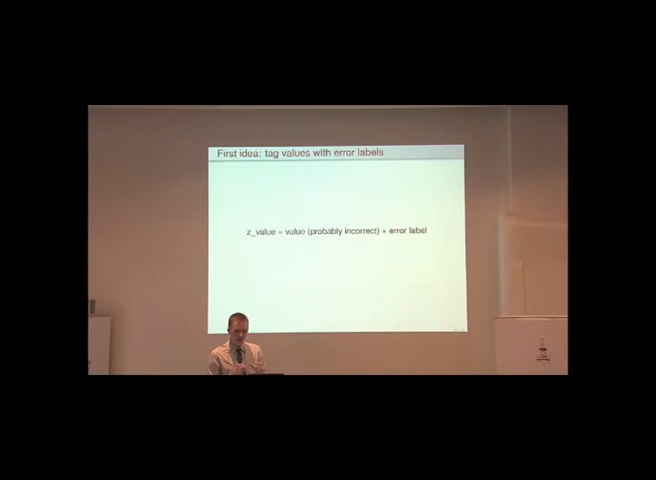 First idea: tag values with error labels
z_value = value (probably incorrect) + error label